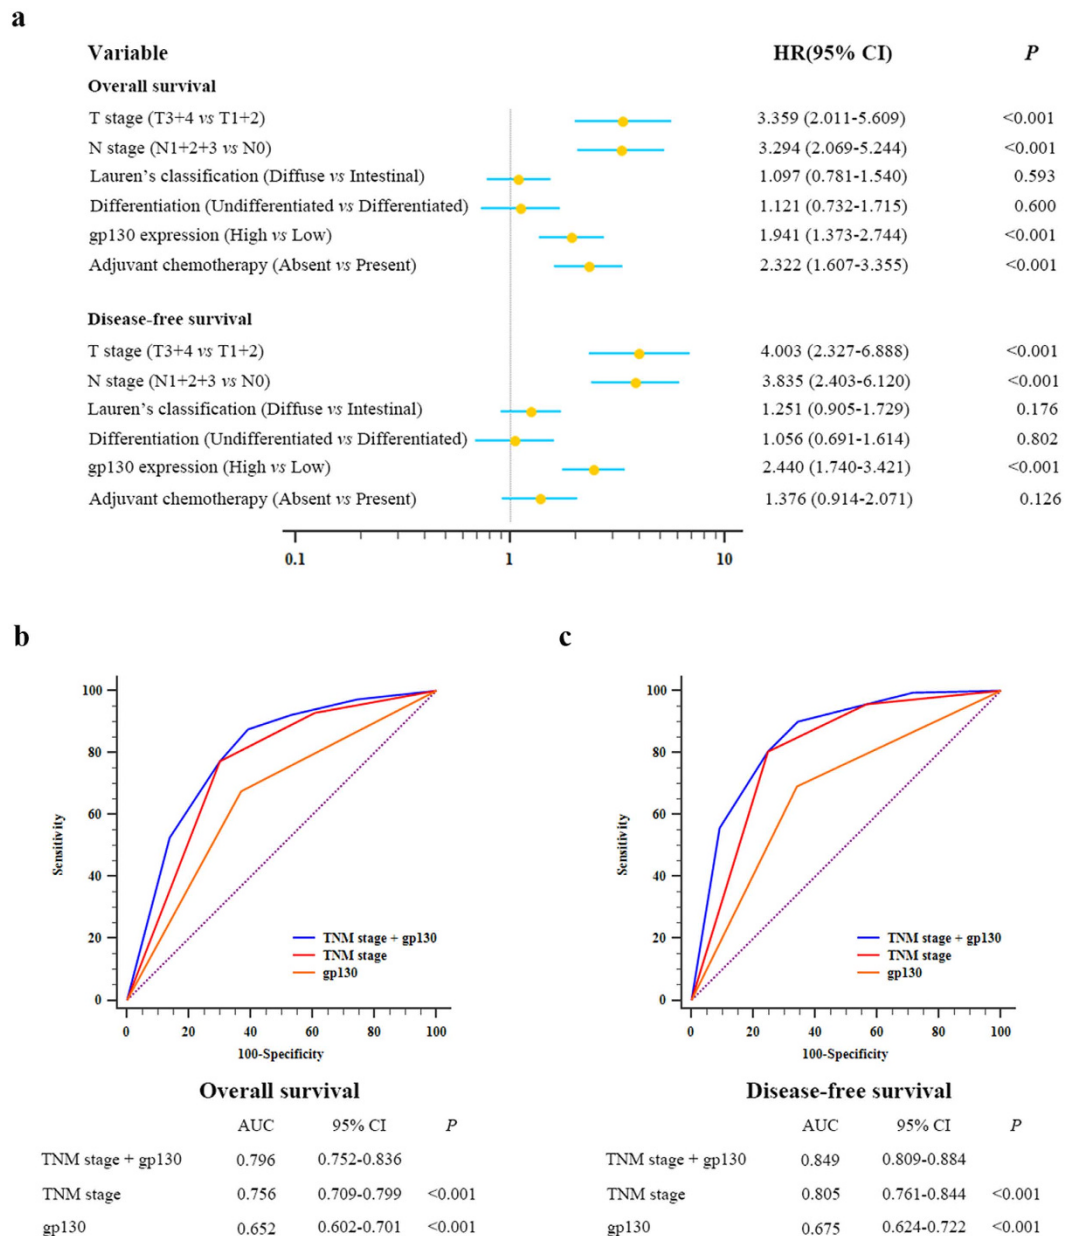 a
Variable HR(95% CI) P
Overall survival
T stage (T3+4 vs T1+2) 3.359 (2.011-5.609) <0.001
N stage (N1+2+3 vs N0) 3.294 (2.069-5.244) <0.001
Lauren's classification (Diffuse vs Intestinal) 1.097 (0.781-1.540) 0.593
Differentiation (Undifferentiated vs Differentiated) 1.121 (0.732-1.715) 0.600
gp130 expression (High vs Low) 1.941 (1.373-2.744) <0.001
Adjuvant chemotherapy (Absent vs Present) 2.322 (1.607-3.355) <0.001
Disease-free survival
T stage (T3+4 vs T1+2) 4.003 (2.327-6.888) <0.001
N stage (N1+2+3 vs N0) 3.835 (2.403-6.120) <0.001
Lauren's classification (Diffuse vs Intestinal) 1.251 (0.905-1.729) 0.176
Differentiation (Undifferentiated vs Differentiated) 1.056 (0.691-1.614) 0.802
gp130 expression (High vs Low) 2.440 (1.740-3.421) <0.001
Adjuvant chemotherapy (Absent vs Present) 1.376 (0.914-2.071) 0.126
0.1 1 10
b
100
80
60
40
20
0
Sensitivity
TNM stage + gp130
TNM stage
gp130
0 20 40 60 80 100
100-Specificity
Overall survival
AUC 95% CI P
TNM stage + gp130 0.796 0.752-0.836
TNM stage 0.756 0.709-0.799 <0.001
gp130 0.652 0.602-0.701 <0.001
c
100
80
60
40
20
0
Sensitivity
TNM stage + gp130
TNM stage
gp130
0 20 40 60 80 100
100-Specificity
Disease-free survival
AUC 95% CI P
TNM stage + gp130 0.849 0.809-0.884
TNM stage 0.805 0.761-0.844 <0.001
gp130 0.675 0.624-0.722 <0.001